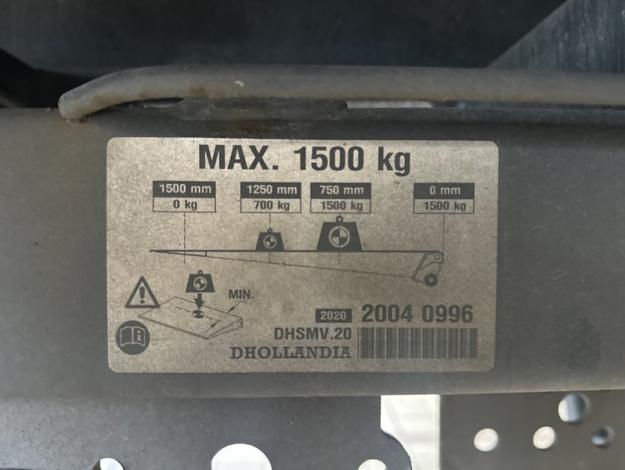 MAX. 1500 kg
1500 mm 1250 mm 750 mm 0 mm
0 kg 700 kg 1500 kg 1500 kg
MIN.
2020 2004 0996
DHSMV.20
DHOLLANDIA